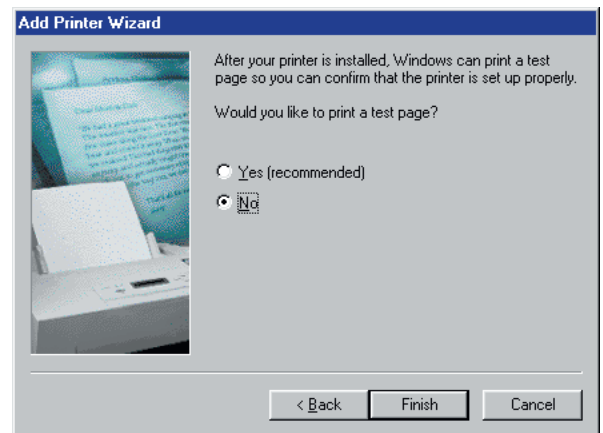 Add Printer Wizard
After your printer is installed, Windows can print a test
page so you can confirm that the printer is set up properly.
Would you like to print a test page?
Yes (recommended)
No
< Back
Finish
Cancel